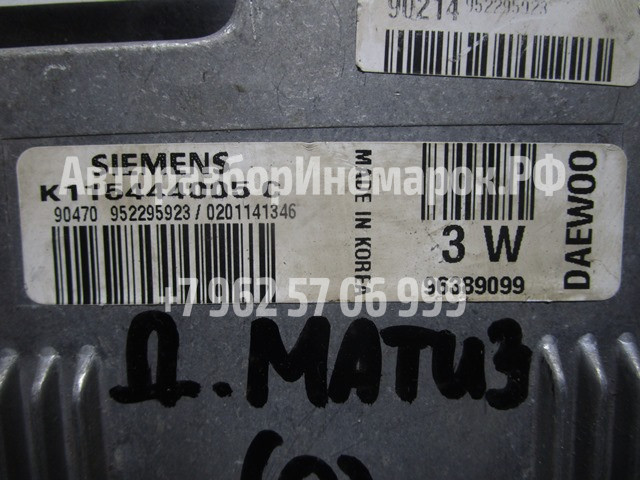 90214 952295923
АвтоРазборИномарок.РФ
SIEMENS
K115444005 C
90470 952295923 / 0201141346
MADE IN KOREA
3 W
96389099
DAEWOO
+7 962 57 06 999
Д. МАТИЗ